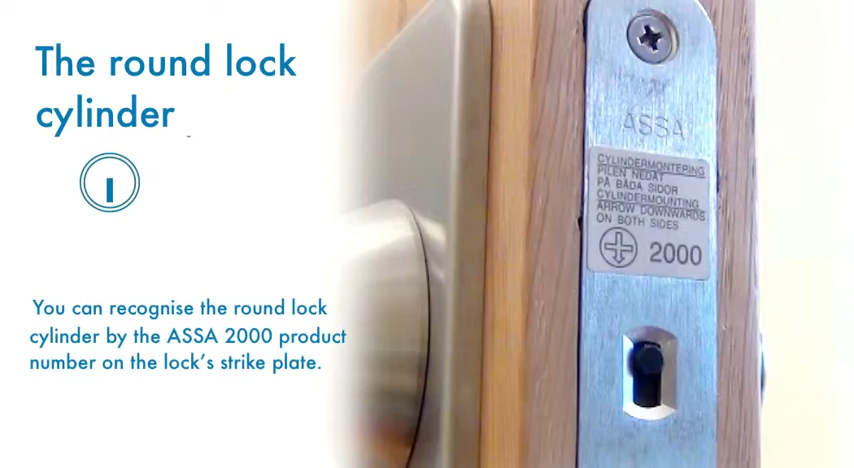 The round lock
cylinder
You can recognise the round lock
cylinder by the ASSA 2000 product
number on the lock's strike plate.
ASSA
CYLINDERMONTERING
PILEN NEDÅT
PÅ BÅDA SIDOR
CYLINDERMOUNTING
ARROW DOWNWARDS
ON BOTH SIDES
2000